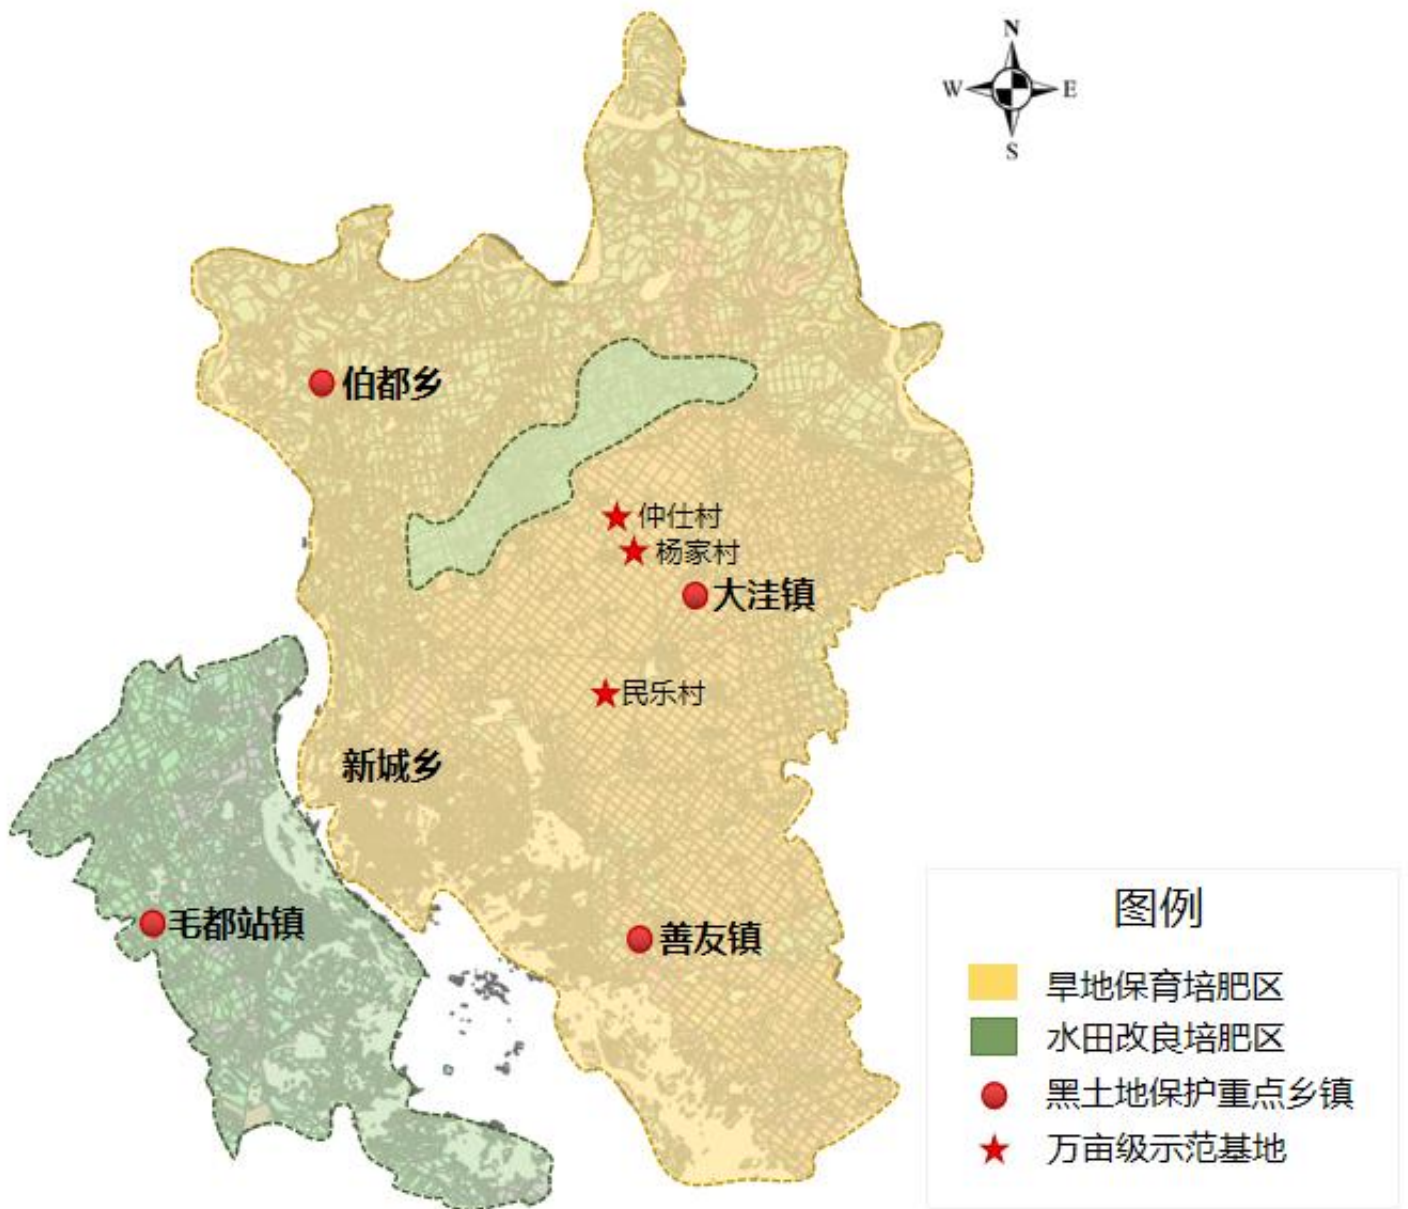 N
W
E
S
伯都乡
仲仕村
杨家村
大洼镇
民乐村
新城乡
毛都站镇
善友镇
图例
旱地保育培肥区
水田改良培肥区
黑土地保护重点乡镇
万亩级示范基地